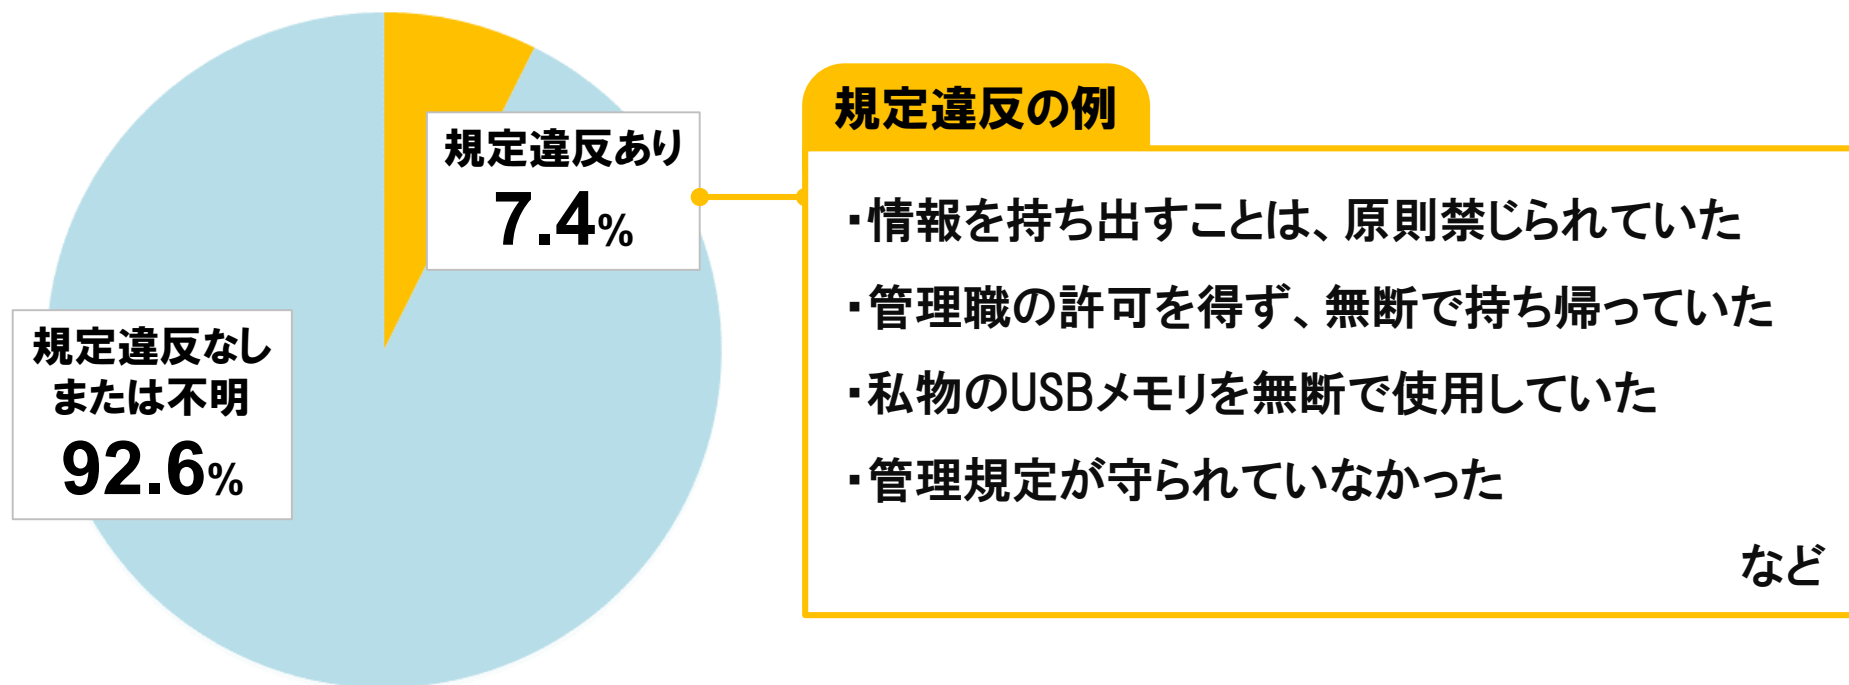 規定違反あり
7.4%
規定違反なし
または不明
92.6%
規定違反の例
・情報を持ち出すことは、原則禁じられていた
・管理職の許可を得ず、無断で持ち帰っていた
・私物のUSBメモリを無断で使用していた
・管理規定が守られていなかった
など